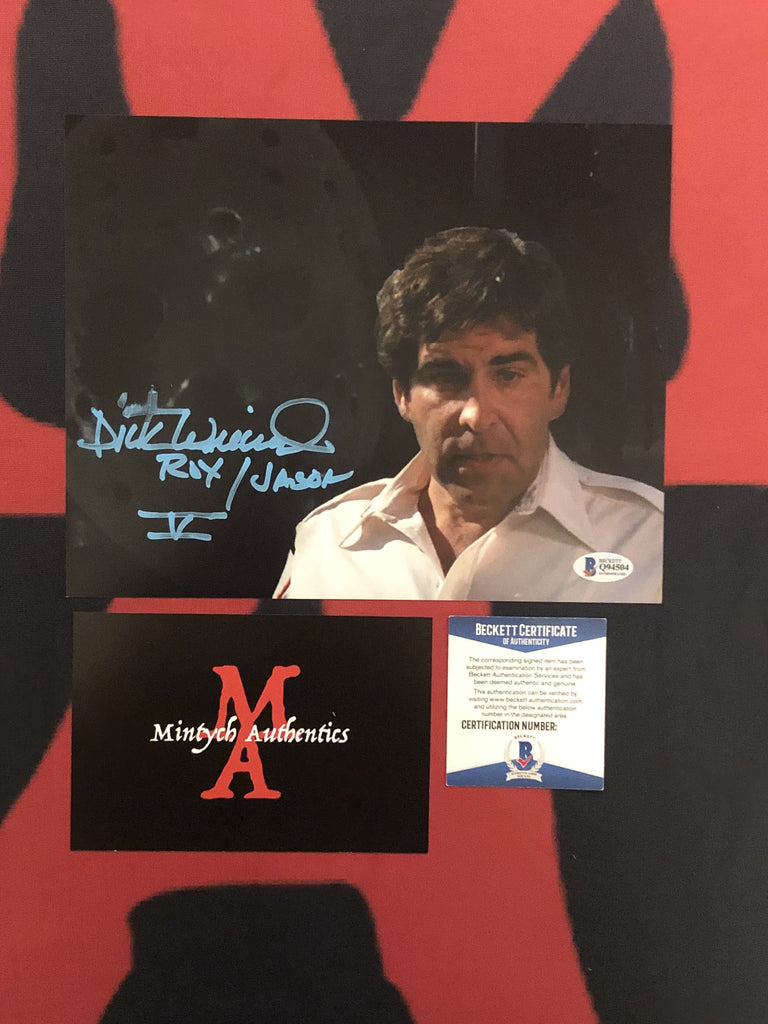 Dick Wieand
ROY / JASON
V
BECKETT
Q94504
AUTHENTICATED
MA
Mintych Authentics
BECKETT CERTIFICATE
OF AUTHENTICITY
The corresponding signed item has been
subjected to examination by an expert from
Beckett Authentication Services and has
been deemed authentic and genuine.
This authentication can be verified by
visiting www.beckett-authentication.com
and utilizing the below authentication
number in the designated area.
CERTIFICATION NUMBER:
BECKETT
B